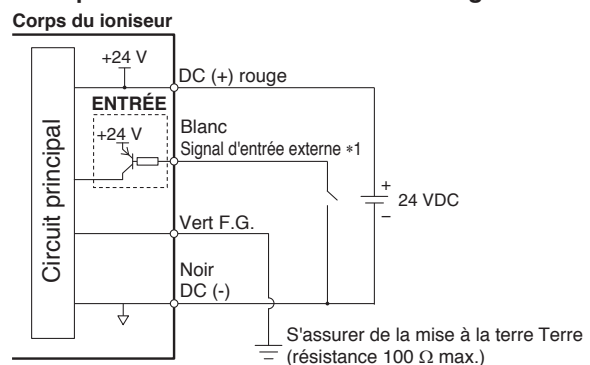 Corps du ioniseur
+24 V
DC (+) rouge
ENTRÉE
+24 V
Blanc
Signal d'entrée externe *1
Circuit principal
+
24 VDC
–
Vert F.G.
Noir
DC (-)
S'assurer de la mise à la terre Terre
(résistance 100 Ω max.)